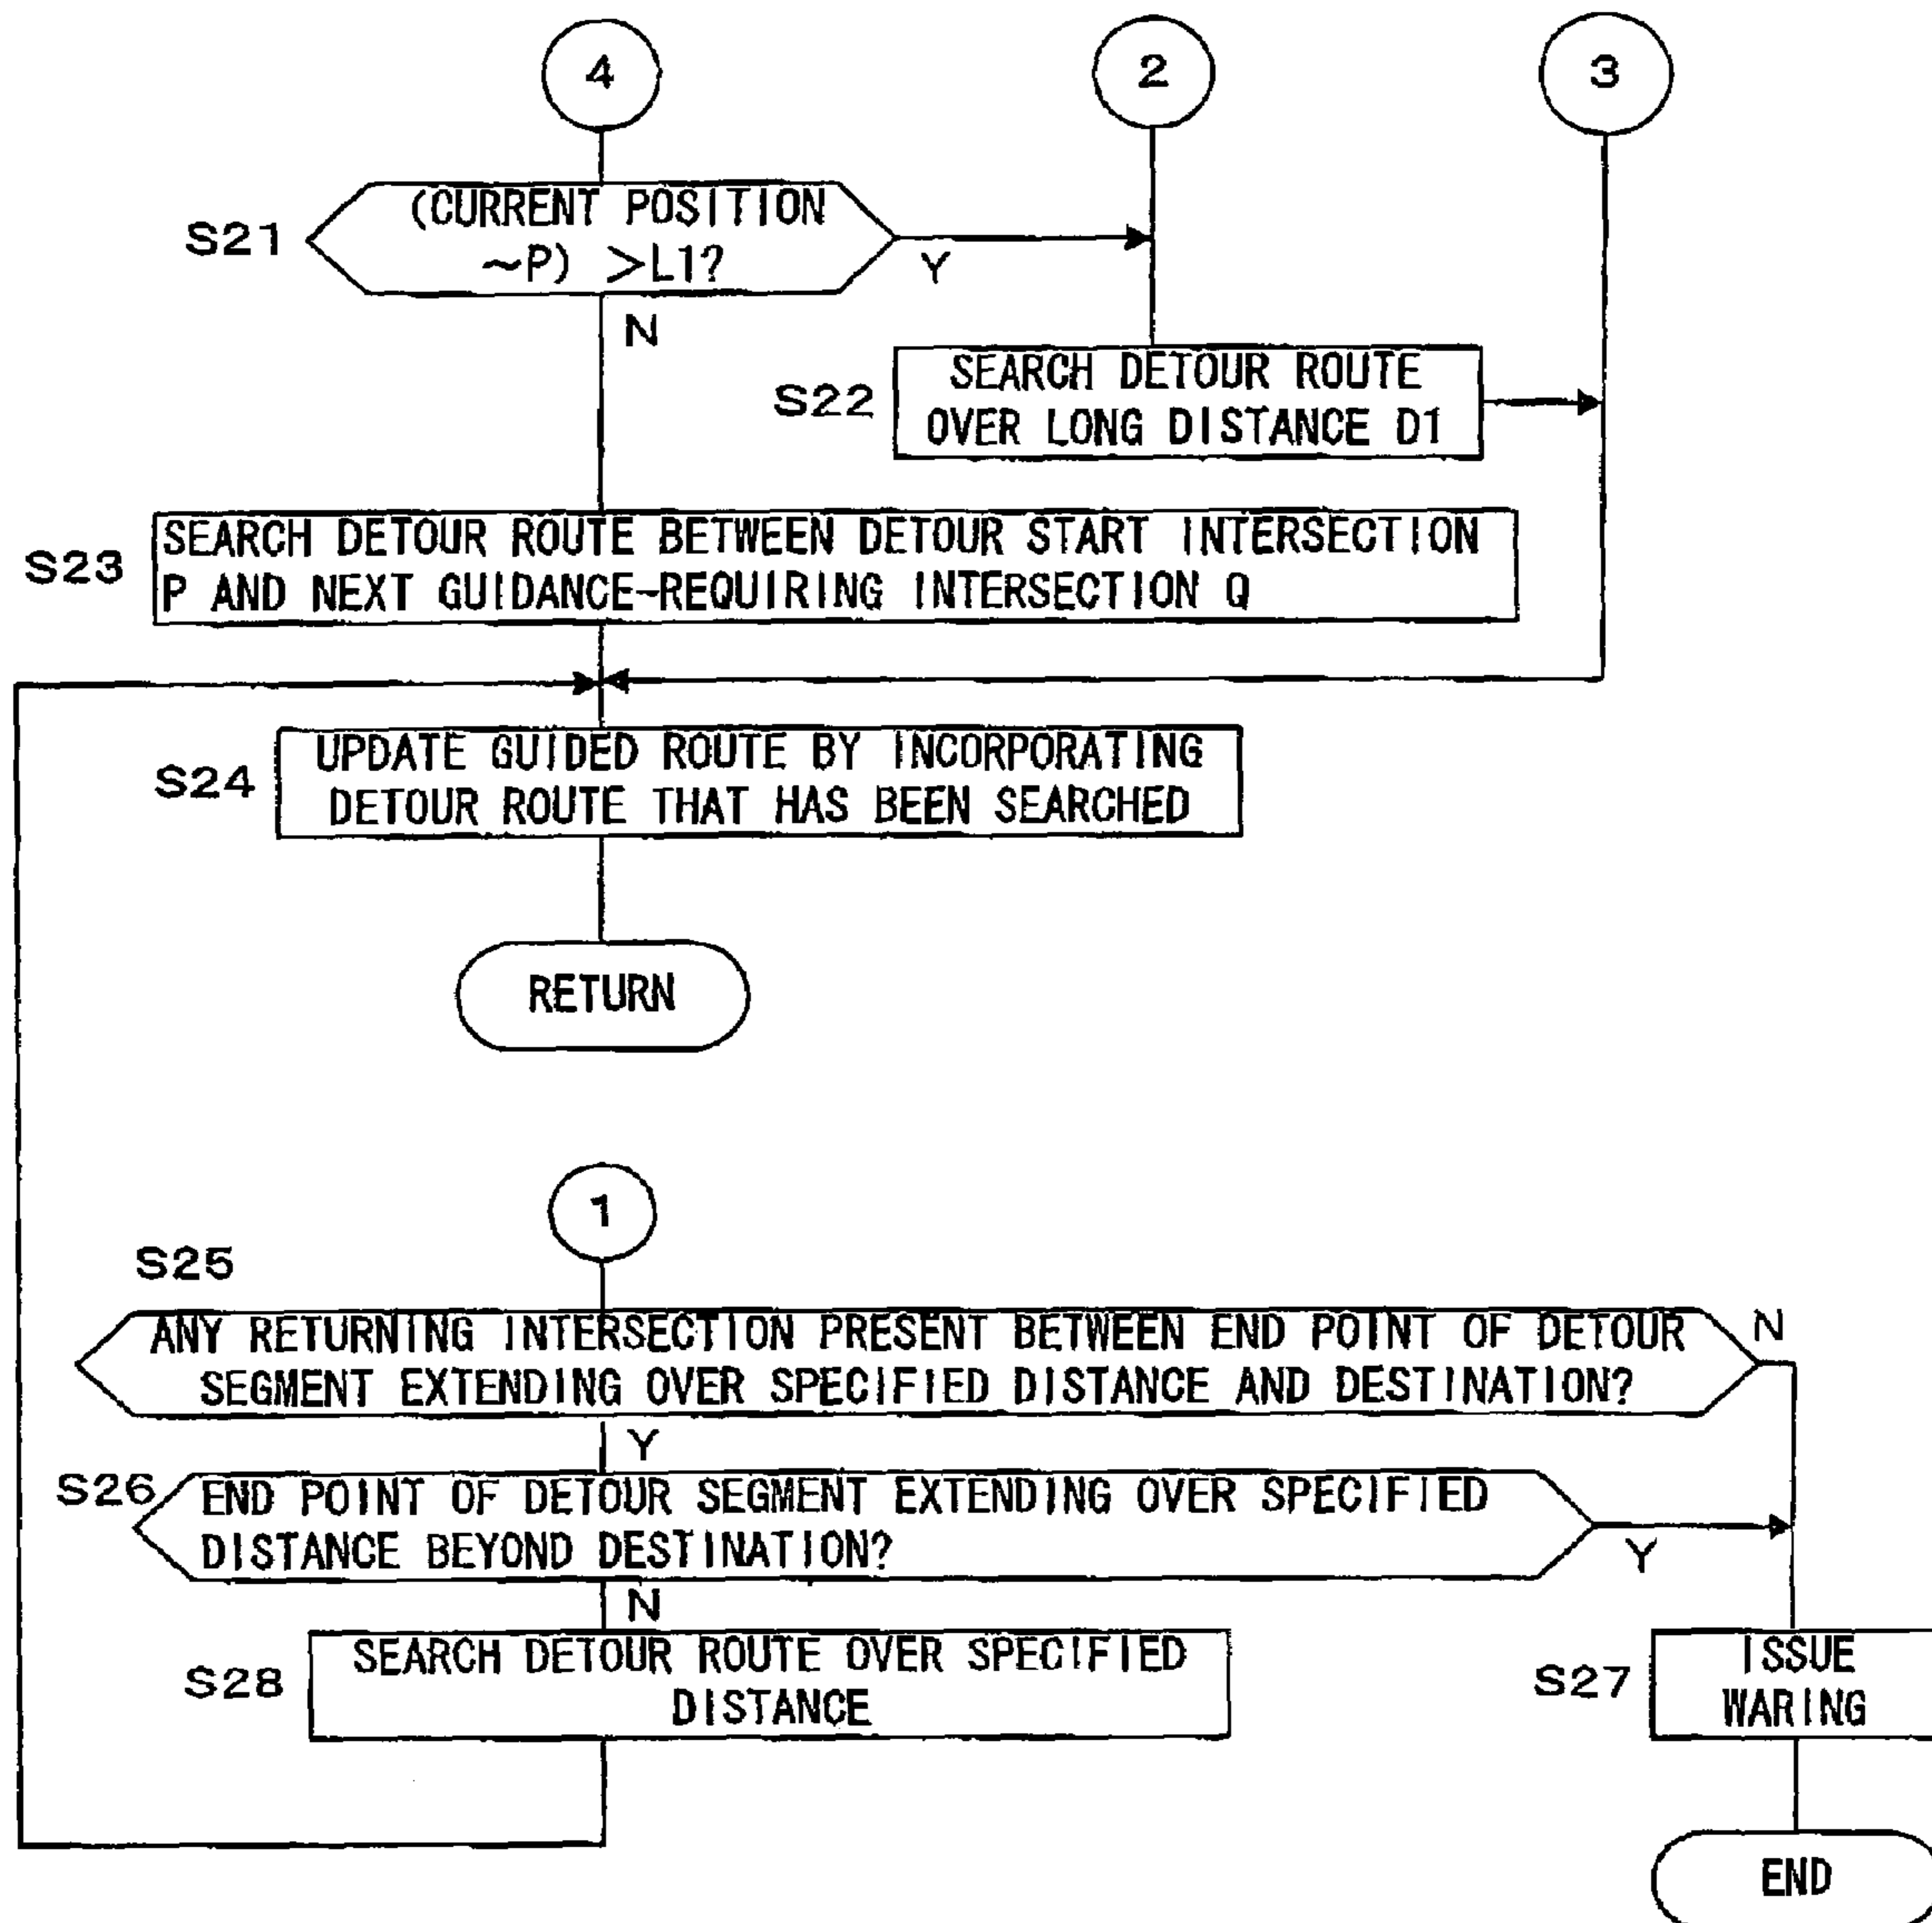 4
2
3
S21
(CURRENT POSITION
~P) >L1?
Y
N
S22
SEARCH DETOUR ROUTE
OVER LONG DISTANCE D1
S23
SEARCH DETOUR ROUTE BETWEEN DETOUR START INTERSECTION
P AND NEXT GUIDANCE-REQUIRING INTERSECTION Q
S24
UPDATE GUIDED ROUTE BY INCORPORATING
DETOUR ROUTE THAT HAS BEEN SEARCHED
RETURN
1
S25
ANY RETURNING INTERSECTION PRESENT BETWEEN END POINT OF DETOUR
SEGMENT EXTENDING OVER SPECIFIED DISTANCE AND DESTINATION?
N
Y
S26
END POINT OF DETOUR SEGMENT EXTENDING OVER SPECIFIED
DISTANCE BEYOND DESTINATION?
Y
N
S28
SEARCH DETOUR ROUTE OVER SPECIFIED
DISTANCE
S27
ISSUE
WARING
END